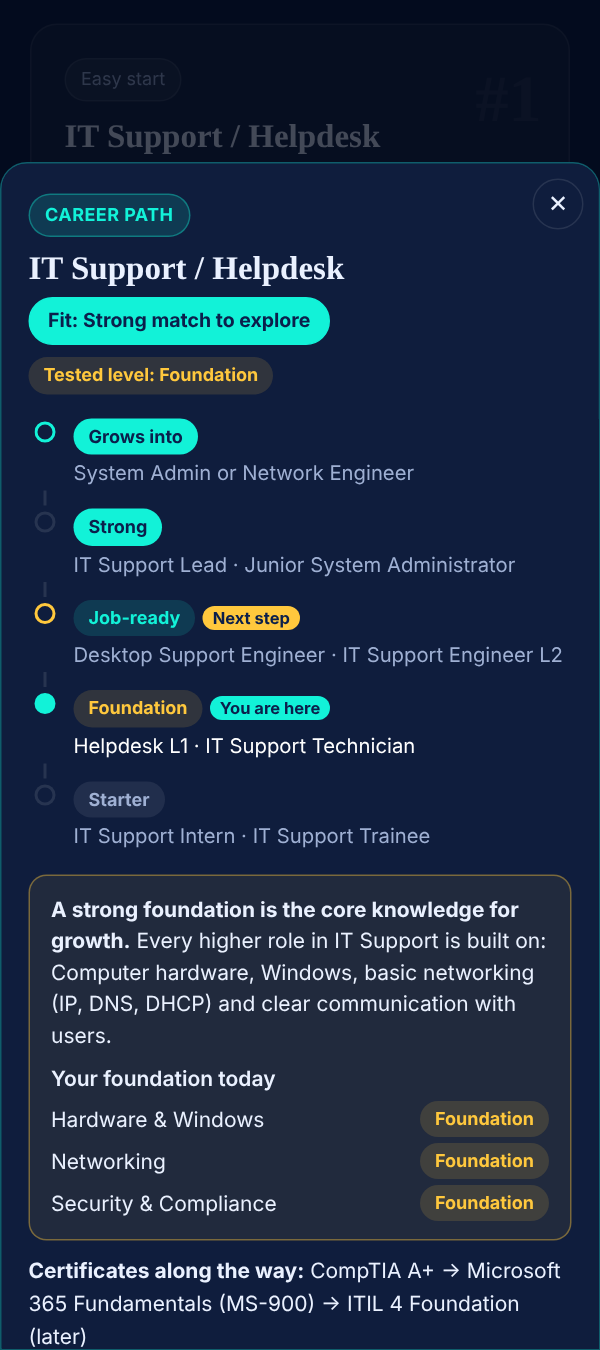 Easy start
#1
IT Support / Helpdesk
CAREER PATH
✕
IT Support / Helpdesk
Fit: Strong match to explore
Tested level: Foundation
Grows into
System Admin or Network Engineer
Strong
IT Support Lead · Junior System Administrator
Job-ready Next step
Desktop Support Engineer · IT Support Engineer L2
Foundation You are here
Helpdesk L1 · IT Support Technician
Starter
IT Support Intern · IT Support Trainee
A strong foundation is the core knowledge for
growth. Every higher role in IT Support is built on:
Computer hardware, Windows, basic networking
(IP, DNS, DHCP) and clear communication with
users.
Your foundation today
Hardware & Windows Foundation
Networking Foundation
Security & Compliance Foundation
Certificates along the way: CompTIA A+ → Microsoft
365 Fundamentals (MS-900) → ITIL 4 Foundation
(later)